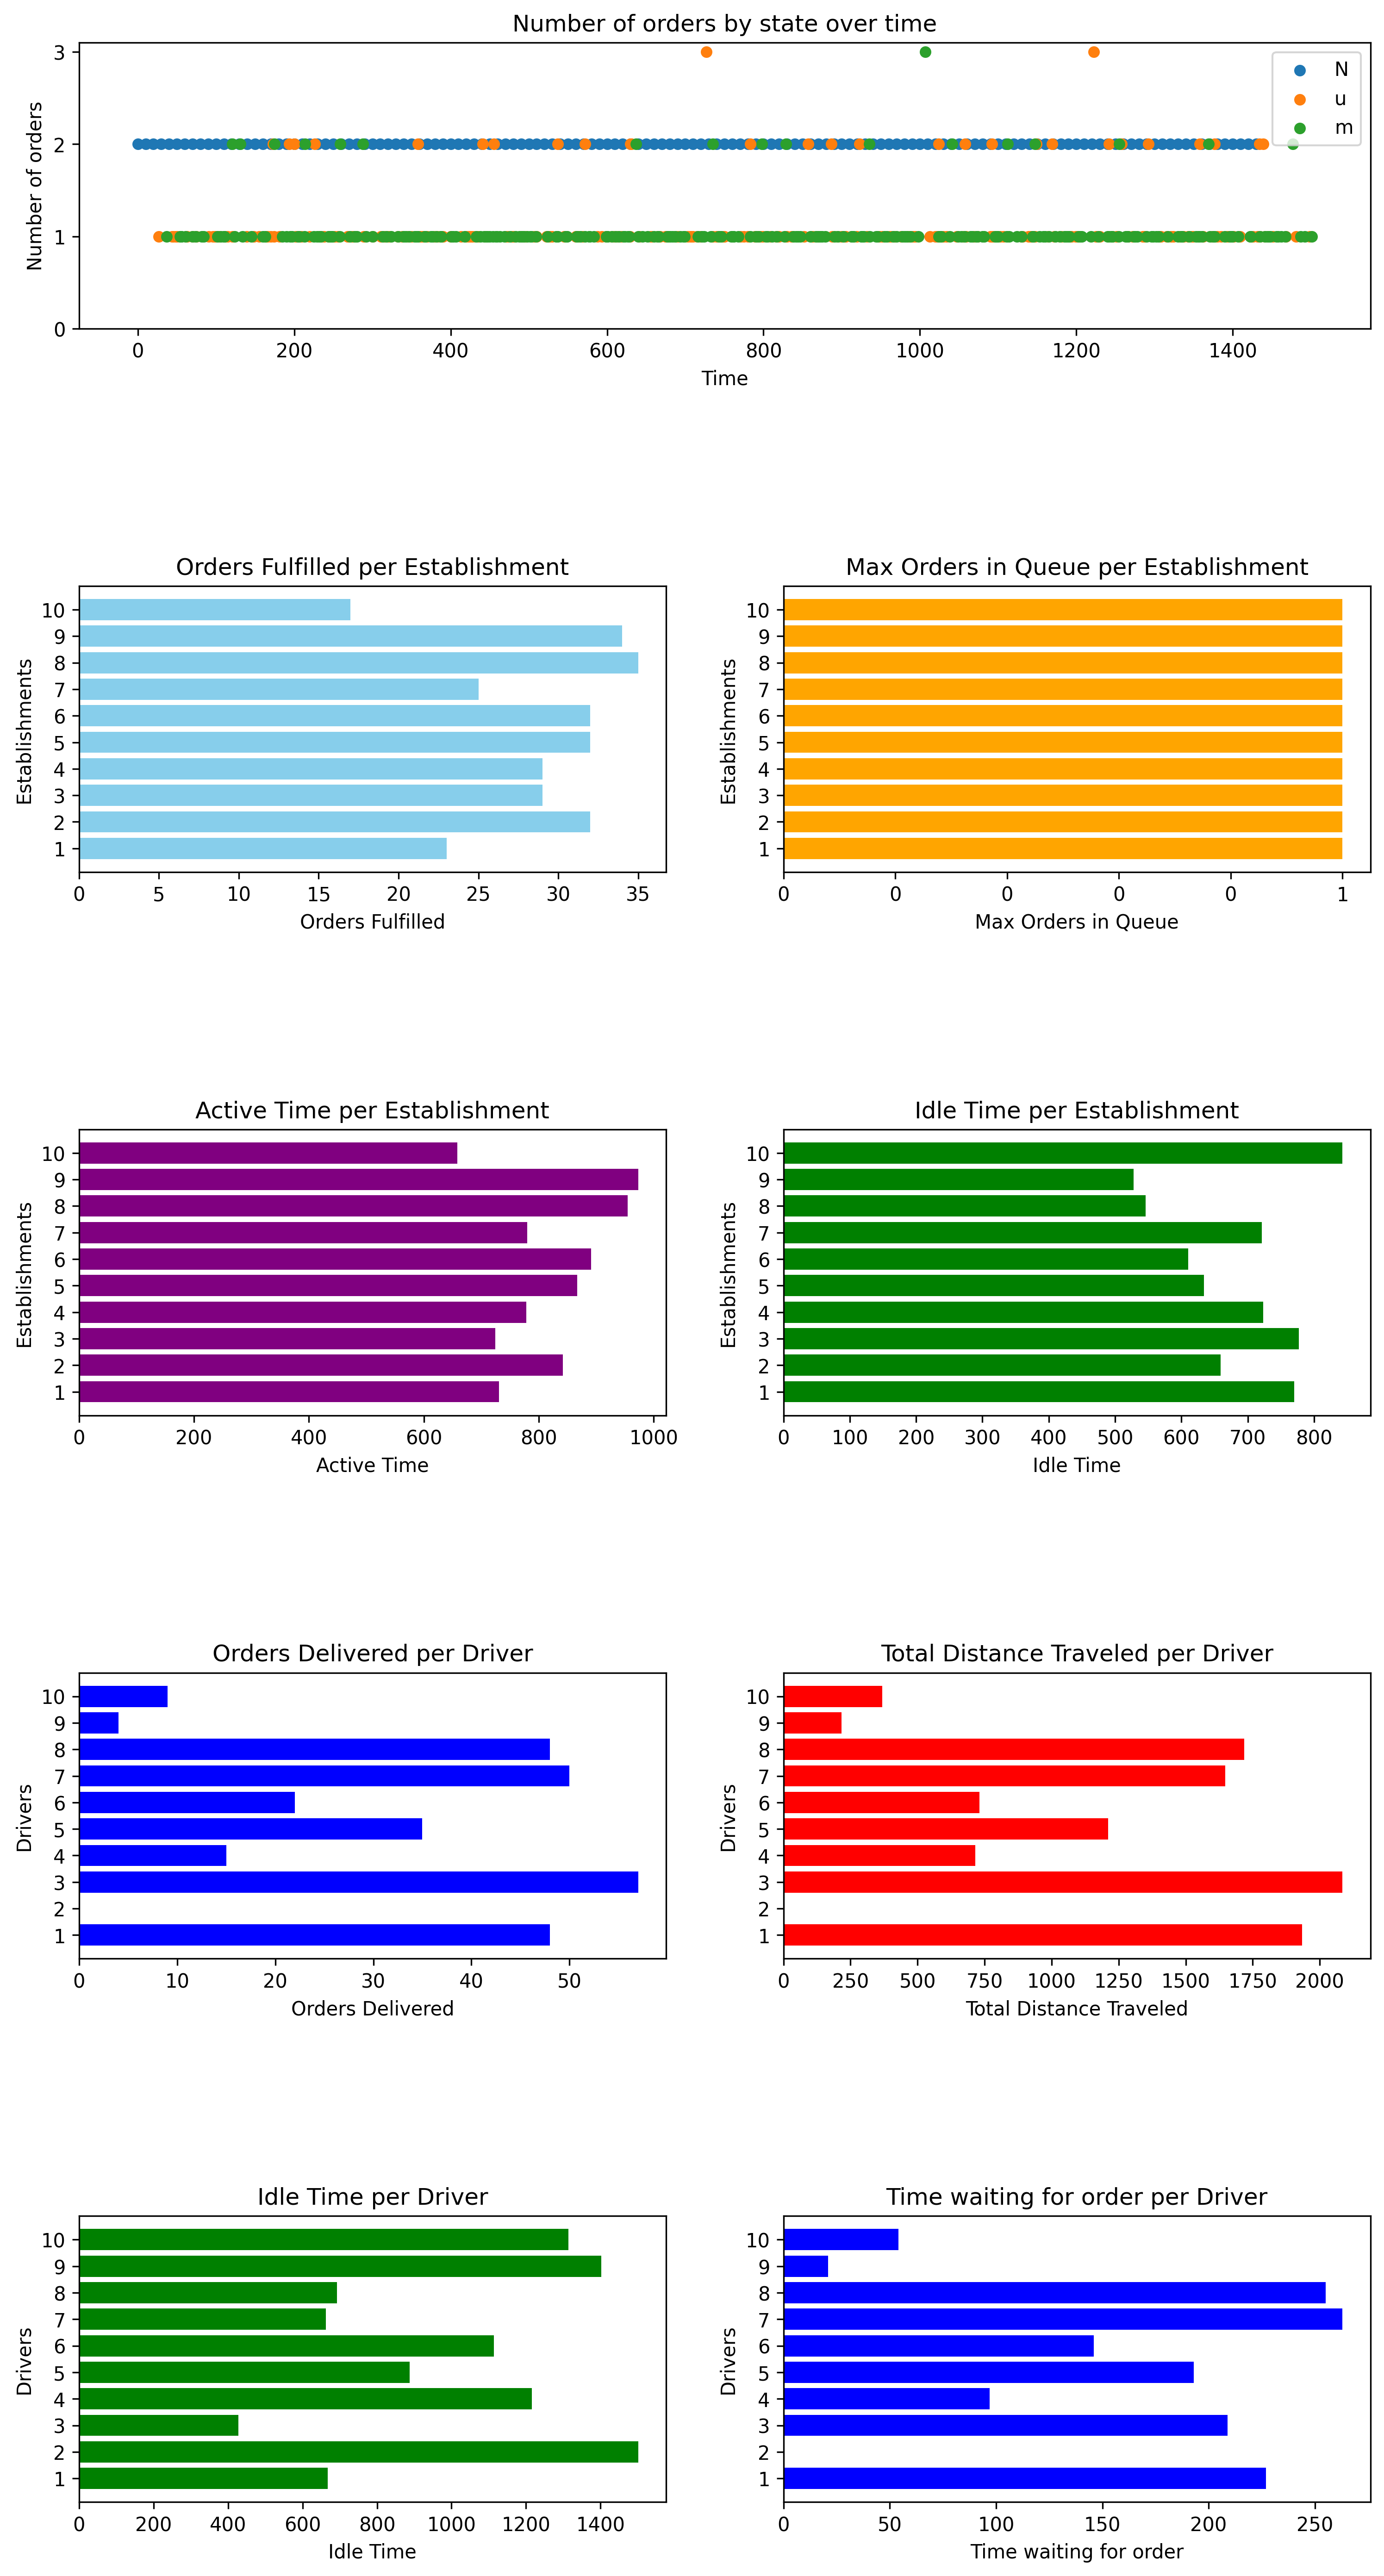 Number of orders by state over time
Number of orders
3
2
1
0
N
u
m
0 200 400 600 800 1000 1200 1400
Time
Orders Fulfilled per Establishment
Establishments
10
9
8
7
6
5
4
3
2
1
0 5 10 15 20 25 30 35
Orders Fulfilled
Max Orders in Queue per Establishment
Establishments
10
9
8
7
6
5
4
3
2
1
0 0 0 0 0 1
Max Orders in Queue
Active Time per Establishment
Establishments
10
9
8
7
6
5
4
3
2
1
0 200 400 600 800 1000
Active Time
Idle Time per Establishment
Establishments
10
9
8
7
6
5
4
3
2
1
0 100 200 300 400 500 600 700 800
Idle Time
Orders Delivered per Driver
Drivers
10
9
8
7
6
5
4
3
2
1
0 10 20 30 40 50
Orders Delivered
Total Distance Traveled per Driver
Drivers
10
9
8
7
6
5
4
3
2
1
0 250 500 750 1000 1250 1500 1750 2000
Total Distance Traveled
Idle Time per Driver
Drivers
10
9
8
7
6
5
4
3
2
1
0 200 400 600 800 1000 1200 1400
Idle Time
Time waiting for order per Driver
Drivers
10
9
8
7
6
5
4
3
2
1
0 50 100 150 200 250
Time waiting for order